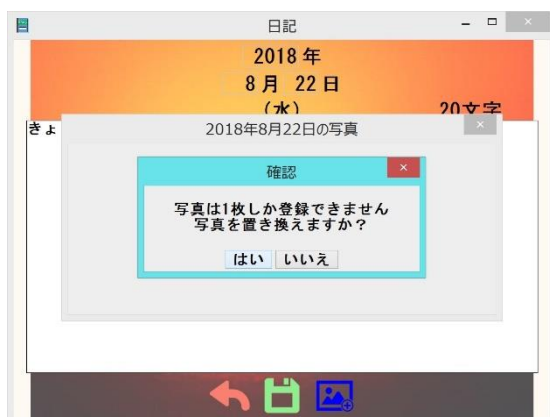 日記
2018 年
8 月 22 日
(水)
20文字
きょ
2018年8月22日の写真
確認
写真は1枚しか登録できません
写真を置き換えますか？
はい いいえ